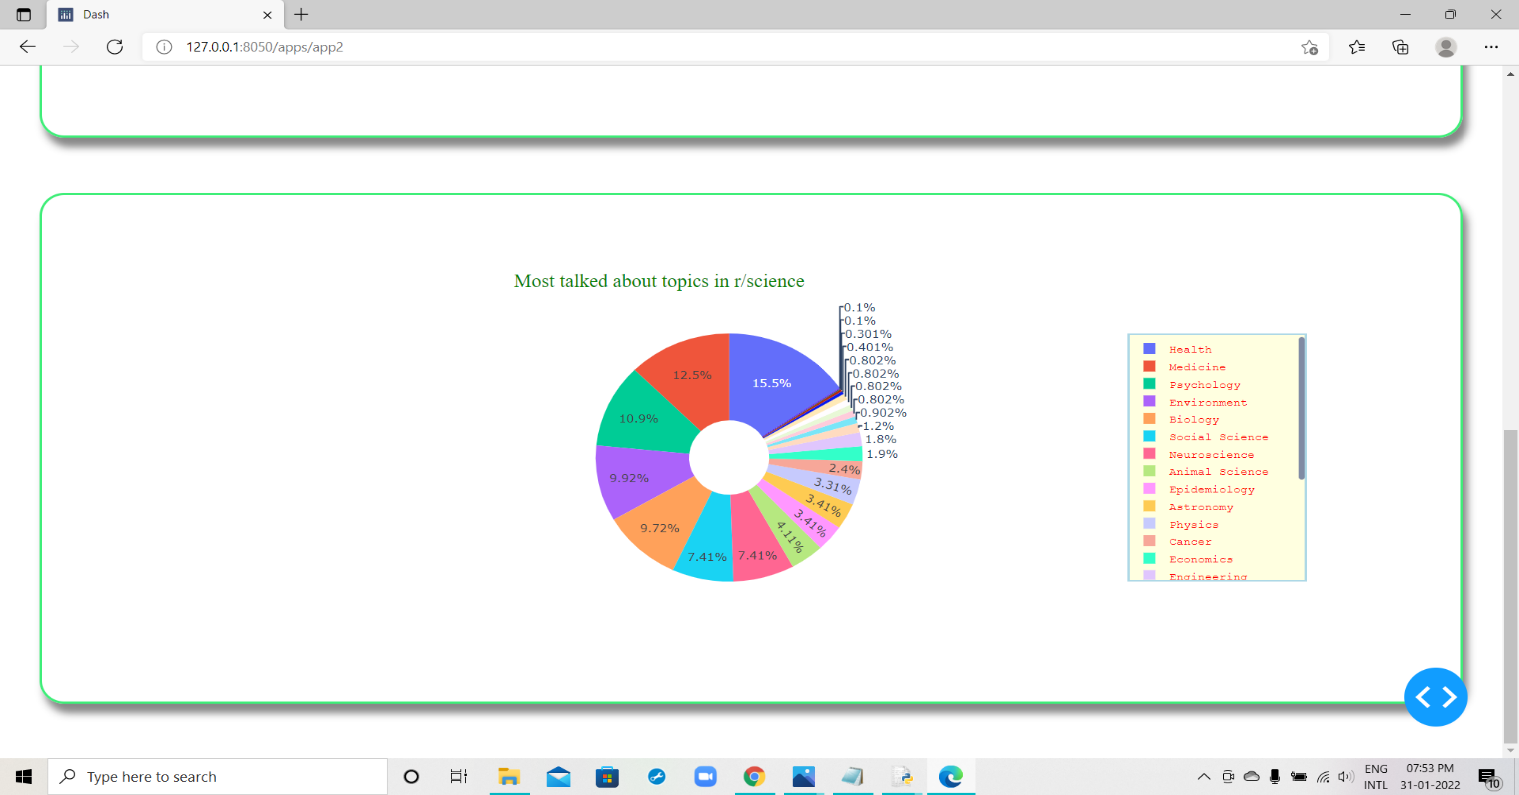 Dash
127.0.0.1:8050/apps/app2
Most talked about topics in r/science
0.1%
0.1%
0.301%
0.401%
0.802%
0.802%
0.802%
0.802%
0.902%
1.2%
1.8%
1.9%
2.4%
3.31%
3.41%
3.41%
4.11%
7.41%
7.41%
9.72%
9.92%
10.9%
12.5%
15.5%
Health
Medicine
Psychology
Environment
Biology
Social Science
Neuroscience
Animal Science
Epidemiology
Astronomy
Physics
Cancer
Economics
Engineering
Type here to search
ENG
INTL
07:53 PM
31-01-2022
10